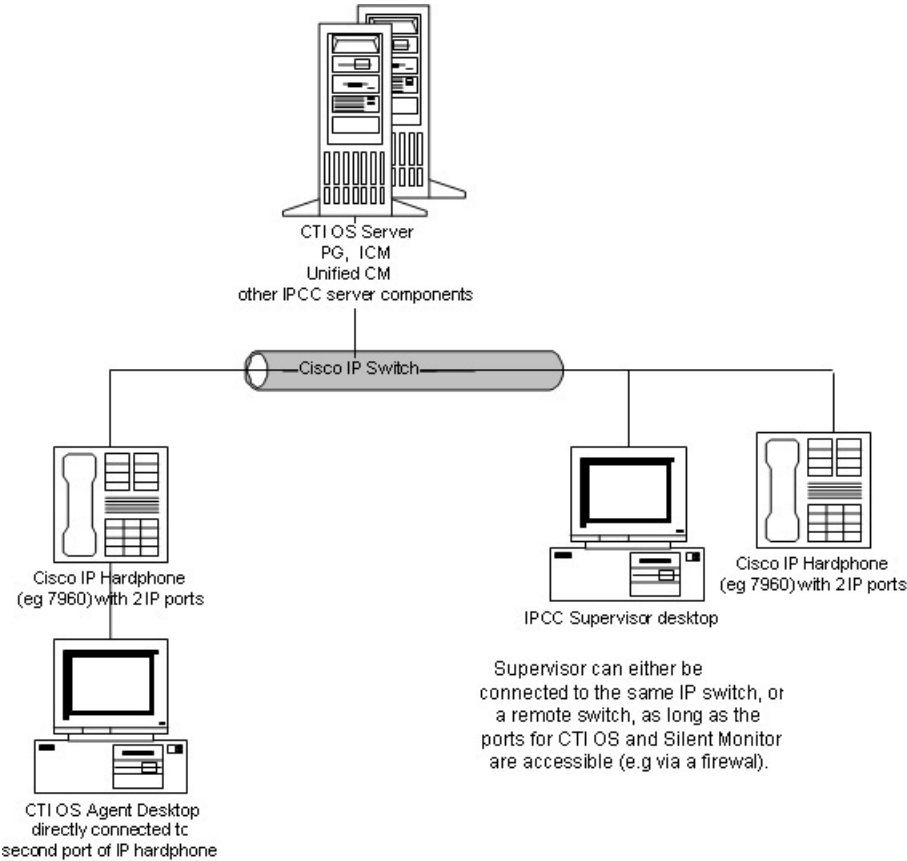 CTI OS Server
PG, ICM
Unified CM
other IPCC server components
Cisco IP Switch
Cisco IP Hardphone
(eg 7960) with 2 IP ports
CTI OS Agent Desktop
directly connected to
second port of IP hardphone
IPCC Supervisor desktop
Cisco IP Hardphone
(eg 7960) with 2 IP ports
Supervisor can either be
connected to the same IP switch, or
a remote switch, as long as the
ports for CTI OS and Silent Monitor
are accessible (e.g via a firewal).